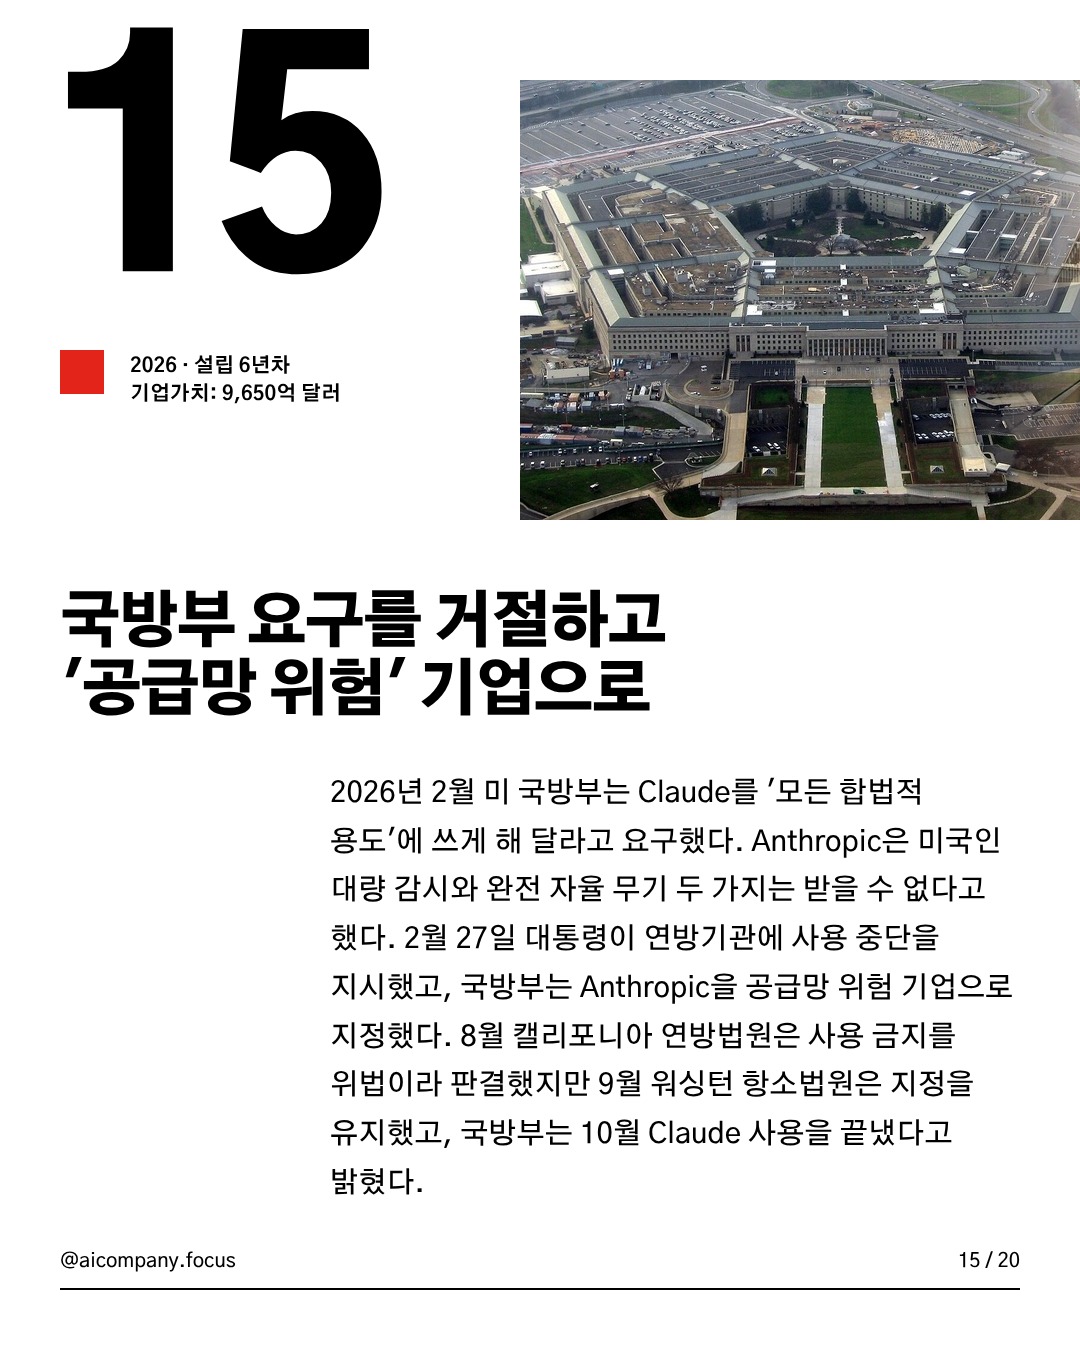 15
2026 · 설립 6년차
기업가치: 9,650억 달러
국방부 요구를 거절하고
'공급망 위험' 기업으로
2026년 2월 미 국방부는 Claude를 '모든 합법적
용도'에 쓰게 해 달라고 요구했다. Anthropic은 미국인
대량 감시와 완전 자율 무기 두 가지는 받을 수 없다고
했다. 2월 27일 대통령이 연방기관에 사용 중단을
지시했고, 국방부는 Anthropic을 공급망 위험 기업으로
지정했다. 8월 캘리포니아 연방법원은 사용 금지를
위법이라 판결했지만 9월 워싱턴 항소법원은 지정을
유지했고, 국방부는 10월 Claude 사용을 끝냈다고
밝혔다.
@aicompany.focus
15 / 20